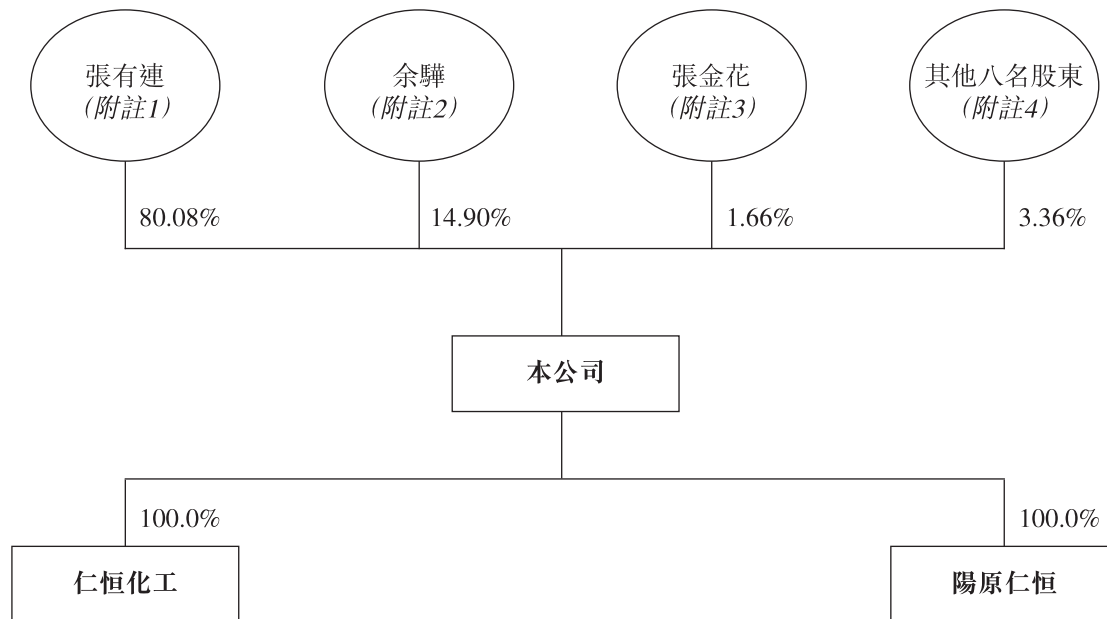 張有連
(附註1)
余驊
(附註2)
張金花
(附註3)
其他八名股東
(附註4)
80.08%
14.90%
1.66%
3.36%
本公司
100.0%
100.0%
仁恒化工
陽原仁恒